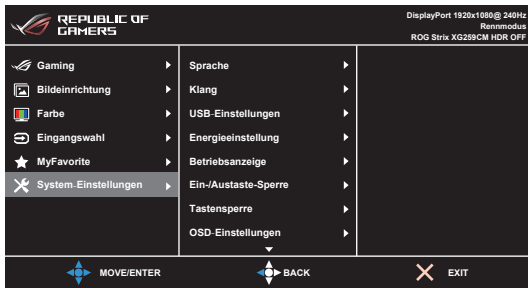 REPUBLIC OF
GAMERS
DisplayPort 1920x1080@ 240Hz
Rennmodus
ROG Strix XG259CM HDR OFF
Gaming
Bildeinrichtung
Farbe
Eingangswahl
MyFavorite
System-Einstellungen
Sprache
Klang
USB-Einstellungen
Energieeinstellung
Betriebsanzeige
Ein-/Austaste-Sperre
Tastensperre
OSD-Einstellungen
MOVE/ENTER
BACK
EXIT